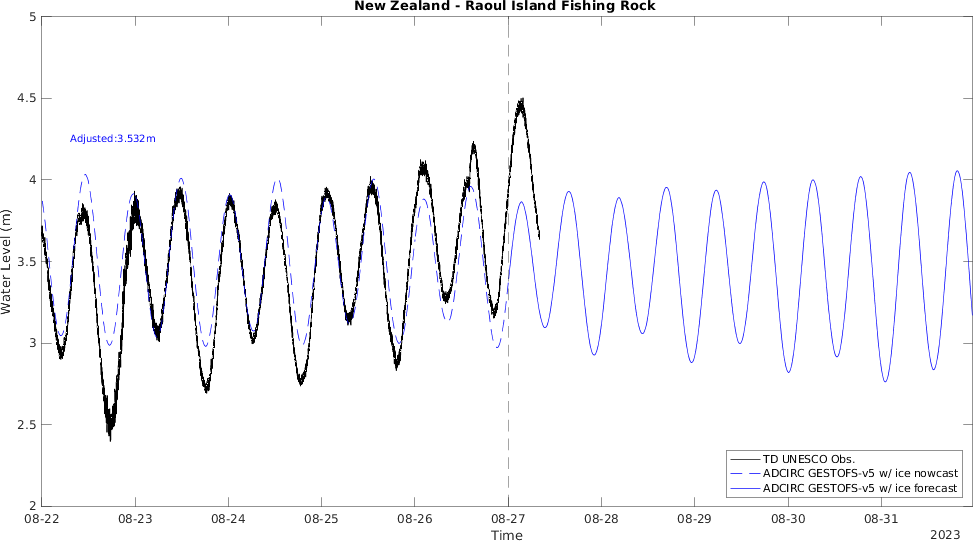 New Zealand - Raoul Island Fishing Rock
5
4.5
Adjusted:3.532m
4
3.5
3
2.5
2
Water Level (m)
TD UNESCO Obs.
ADCIRC GESTOFS-v5 w/ ice nowcast
ADCIRC GESTOFS-v5 w/ ice forecast
08-22 08-23 08-24 08-25 08-26 08-27 08-28 08-29 08-30 08-31
Time
2023